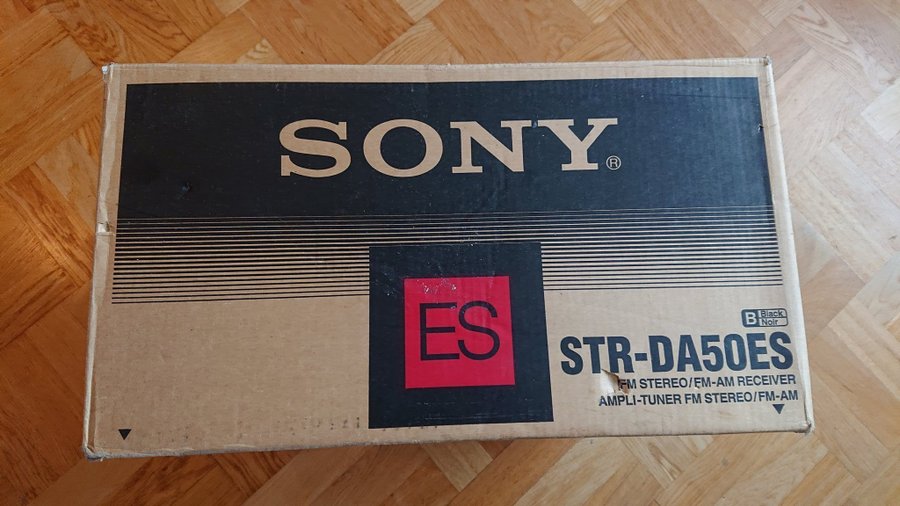 SONY®
ES
B Black
Noir
STR-DA50ES
FM STEREO/FM-AM RECEIVER
AMPLI-TUNER FM STEREO/FM-AM